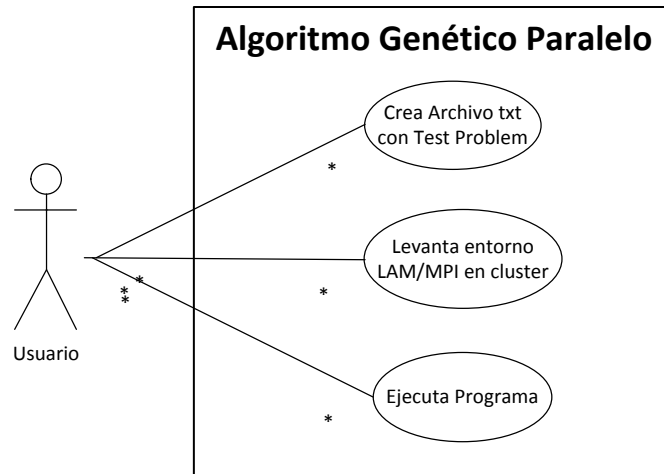 Algoritmo Genético Paralelo
Crea Archivo txt
con Test Problem
*
Levanta entorno
LAM/MPI en cluster
*
*
*
*
Usuario
Ejecuta Programa
*